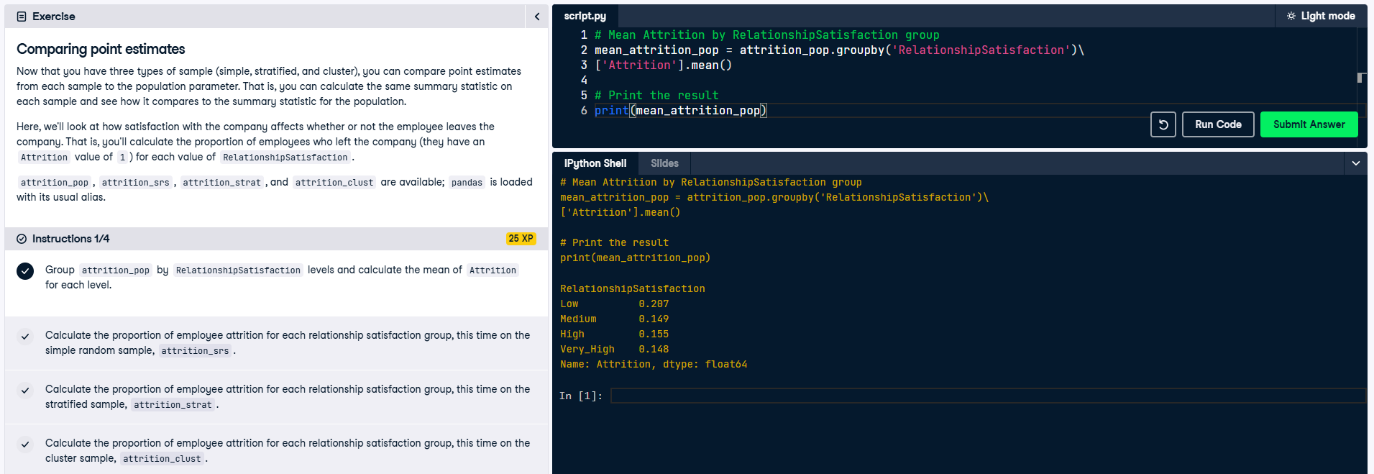 Exercise
Comparing point estimates
Now that you have three types of sample (simple, stratified, and cluster), you can compare point estimates
from each sample to the population parameter. That is, you can calculate the same summary statistic on
each sample and see how it compares to the summary statistic for the population.
Here, we'll look at how satisfaction with the company affects whether or not the employee leaves the
company. That is, you'll calculate the proportion of employees who left the company (they have an
Attrition value of 1 ) for each value of RelationshipSatisfaction .
attrition_pop , attrition_srs , attrition_strat , and attrition_clust are available; pandas is loaded
with its usual alias.
Instructions 1/4
25 XP
Group attrition_pop by RelationshipSatisfaction levels and calculate the mean of Attrition
for each level.
Calculate the proportion of employee attrition for each relationship satisfaction group, this time on the
simple random sample, attrition_srs .
Calculate the proportion of employee attrition for each relationship satisfaction group, this time on the
stratified sample, attrition_strat .
Calculate the proportion of employee attrition for each relationship satisfaction group, this time on the
cluster sample, attrition_clust .
script.py
Light mode
1 # Mean Attrition by RelationshipSatisfaction group
2 mean_attrition_pop = attrition_pop.groupby('RelationshipSatisfaction')\
3 ['Attrition'].mean()
4
5 # Print the result
6 print(mean_attrition_pop)
Run Code
Submit Answer
IPython Shell
Slides
# Mean Attrition by RelationshipSatisfaction group
mean_attrition_pop = attrition_pop.groupby('RelationshipSatisfaction')\
['Attrition'].mean()
# Print the result
print(mean_attrition_pop)
RelationshipSatisfaction
Low 0.207
Medium 0.149
High 0.155
Very_High 0.148
Name: Attrition, dtype: float64
In [1]: